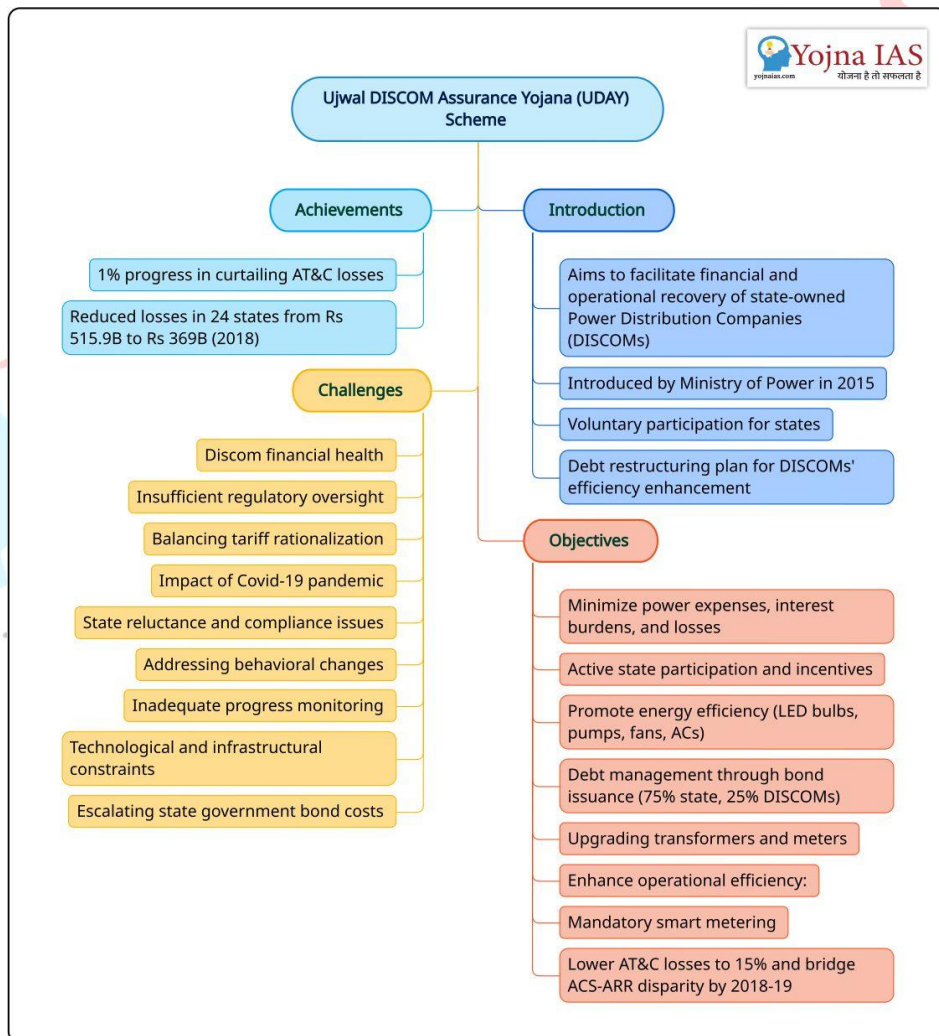 Yojna IAS
yojnaias.com
योजना है तो सफलता है
Ujwal DISCOM Assurance Yojana (UDAY)
Scheme
Achievements
1% progress in curtailing AT&C losses
Reduced losses in 24 states from Rs
515.9B to Rs 369B (2018)
Challenges
Discom financial health
Insufficient regulatory oversight
Balancing tariff rationalization
Impact of Covid-19 pandemic
State reluctance and compliance issues
Addressing behavioral changes
Inadequate progress monitoring
Technological and infrastructural
constraints
Escalating state government bond costs
Introduction
Aims to facilitate financial and
operational recovery of state-owned
Power Distribution Companies
(DISCOMs)
Introduced by Ministry of Power in 2015
Voluntary participation for states
Debt restructuring plan for DISCOMs'
efficiency enhancement
Objectives
Minimize power expenses, interest
burdens, and losses
Active state participation and incentives
Promote energy efficiency (LED bulbs,
pumps, fans, ACs)
Debt management through bond
issuance (75% state, 25% DISCOMs)
Upgrading transformers and meters
Enhance operational efficiency:
Mandatory smart metering
Lower AT&C losses to 15% and bridge
ACS-ARR disparity by 2018-19